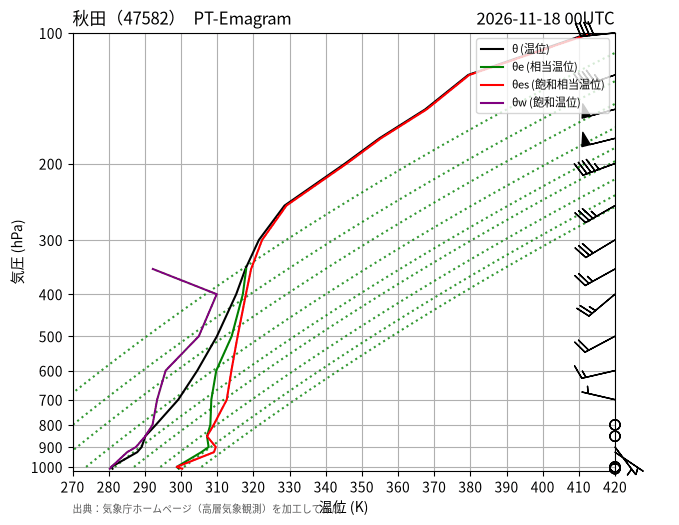 秋田（47582） PT-Emagram
2026-11-18 00UTC
θ (温位)
θe (相当温位)
θes (飽和相当温位)
θw (飽和温位)
気圧 (hPa)
100
200
300
400
500
600
700
800
900
1000
270 280 290 300 310 320 330 340 350 360 370 380 390 400 410 420
温位 (K)
出典：気象庁ホームページ（高層気象観測）を加工して